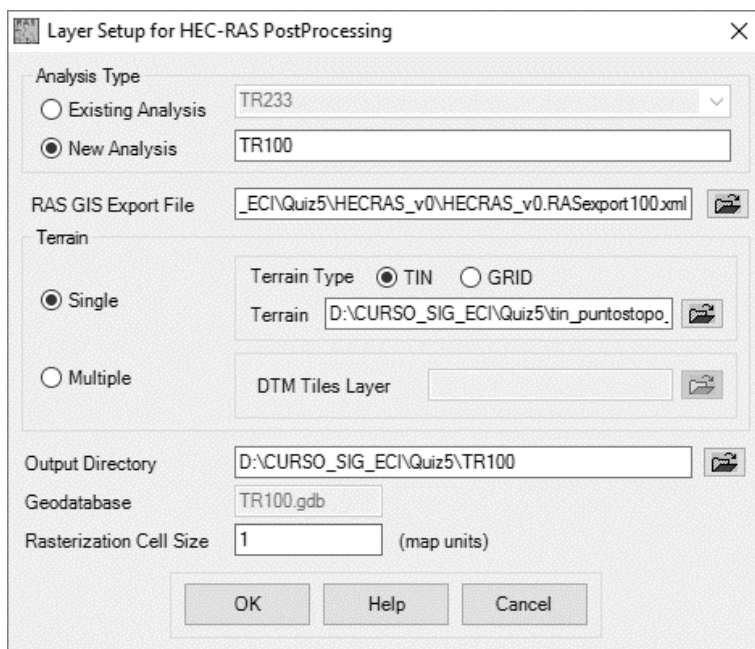 Layer Setup for HEC-RAS PostProcessing
Analysis Type
Existing Analysis
TR233
New Analysis
TR100
RAS GIS Export File
_ECI\Quiz5\HECRAS_v0\HECRAS_v0.RASexport100.xml
Terrain
Single
Terrain Type TIN GRID
Terrain
D:\CURSO_SIG_ECI\Quiz5\tin_puntostopo_
Multiple
DTM Tiles Layer
Output Directory
D:\CURSO_SIG_ECI\Quiz5\TR100
Geodatabase
TR100.gdb
Rasterization Cell Size
1
(map units)
OK
Help
Cancel